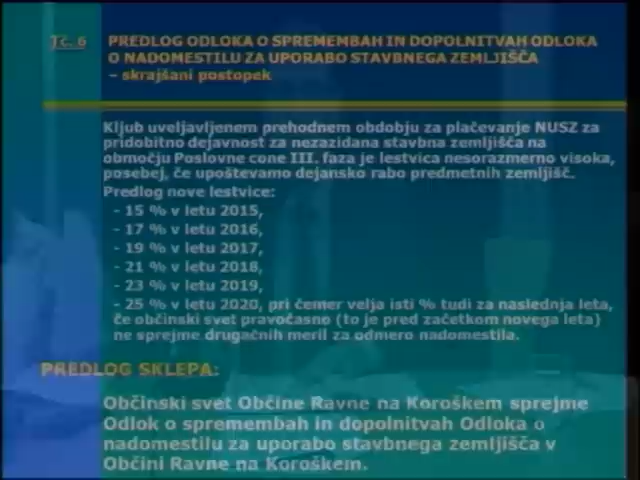 Tč. 6 PREDLOG ODLOKA O SPREMEMBAH IN DOPOLNITVAH ODLOKA
O NADOMESTILU ZA UPORABO STAVBNEGA ZEMLJIŠČA
– skrajšani postopek
Kljub uveljavljenem prehodnem obdobju za plačevanje NUSZ za
pridobitno dejavnost za nezazidana stavbna zemljišča na
območju Poslovne cone III. faza je lestvica nesorazmerno visoka,
posebej, če upoštevamo dejansko rabo predmetnih zemljišč.
Predlog nove lestvice:
- 15 % v letu 2015,
- 17 % v letu 2016,
- 19 % v letu 2017,
- 21 % v letu 2018,
- 23 % v letu 2019,
- 25 % v letu 2020, pri čemer velja isti % tudi za naslednja leta,
če občinski svet pravočasno (to je pred začetkom novega leta)
ne sprejme drugačnih meril za odmero nadomestila.
PREDLOG SKLEPA:
Občinski svet Občine Ravne na Koroškem sprejme
Odlok o spremembah in dopolnitvah Odloka o
nadomestilu za uporabo stavbnega zemljišča v
Občini Ravne na Koroškem.